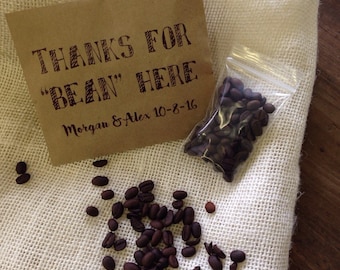 THANKS FOR
"BEAN" HERE
Morgan & Alex 10-8-16